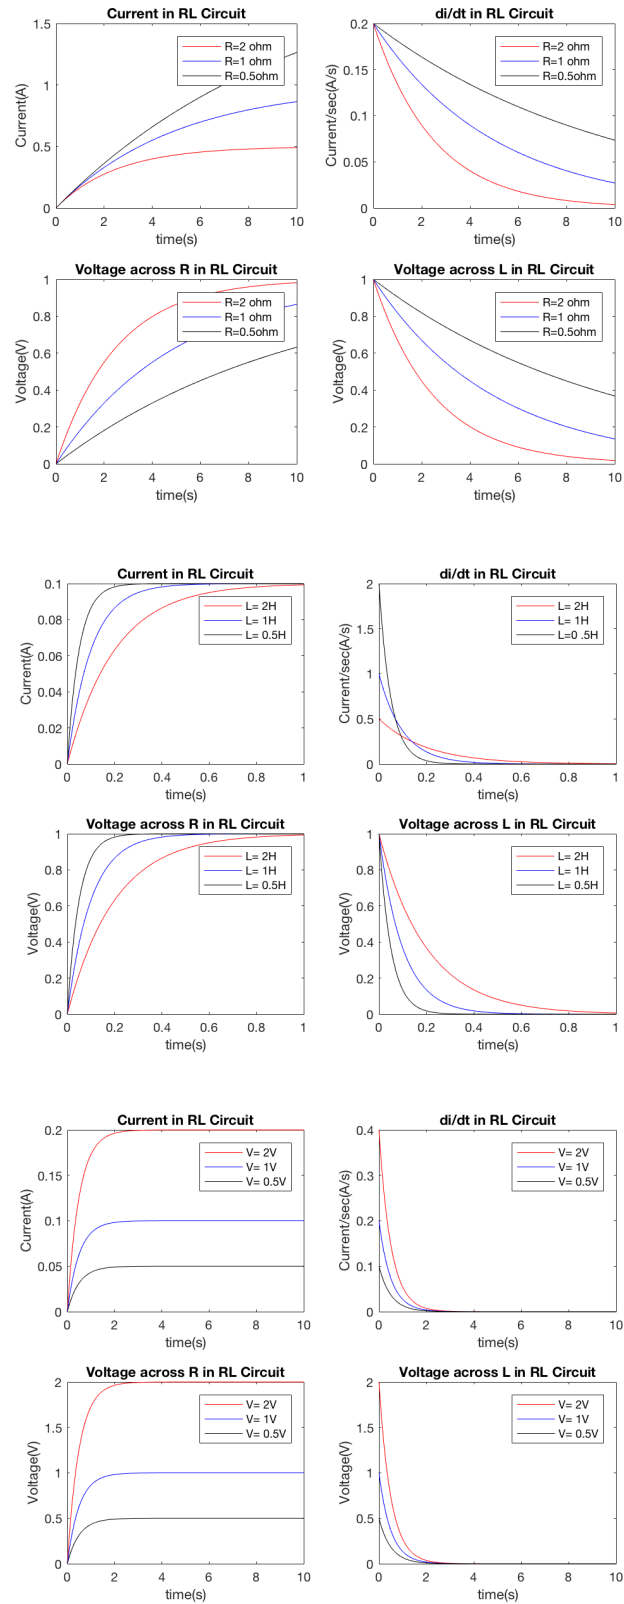 Current in RL Circuit
1.5
1
0.5
0
Current(A)
R=2 ohm
R=1 ohm
R=0.5ohm
0 2 4 6 8 10
time(s)
di/dt in RL Circuit
0.2
0.15
0.1
0.05
0
Current/sec(A/s)
R=2 ohm
R=1 ohm
R=0.5ohm
0 2 4 6 8 10
time(s)
Voltage across R in RL Circuit
1
0.8
0.6
0.4
0.2
0
Voltage(V)
R=2 ohm
R=1 ohm
R=0.5ohm
0 2 4 6 8 10
time(s)
Voltage across L in RL Circuit
1
0.8
0.6
0.4
0.2
0
Voltage(V)
R=2 ohm
R=1 ohm
R=0.5ohm
0 2 4 6 8 10
time(s)
Current in RL Circuit
0.1
0.08
0.06
0.04
0.02
0
Current(A)
L= 2H
L= 1H
L= 0.5H
0 0.2 0.4 0.6 0.8 1
time(s)
di/dt in RL Circuit
2
1.5
1
0.5
0
Current/sec(A/s)
L= 2H
L= 1H
L=0 .5H
0 0.2 0.4 0.6 0.8 1
time(s)
Voltage across R in RL Circuit
1
0.8
0.6
0.4
0.2
0
Voltage(V)
L= 2H
L= 1H
L= 0.5H
0 0.2 0.4 0.6 0.8 1
time(s)
Voltage across L in RL Circuit
1
0.8
0.6
0.4
0.2
0
Voltage(V)
L= 2H
L= 1H
L= 0.5H
0 0.2 0.4 0.6 0.8 1
time(s)
Current in RL Circuit
0.2
0.15
0.1
0.05
0
Current(A)
V= 2V
V= 1V
V= 0.5V
0 2 4 6 8 10
time(s)
di/dt in RL Circuit
0.4
0.3
0.2
0.1
0
Current/sec(A/s)
V= 2V
V= 1V
V= 0.5V
0 2 4 6 8 10
time(s)
Voltage across R in RL Circuit
2
1.5
1
0.5
0
Voltage(V)
V= 2V
V= 1V
V= 0.5V
0 2 4 6 8 10
time(s)
Voltage across L in RL Circuit
2
1.5
1
0.5
0
Voltage(V)
V= 2V
V= 1V
V= 0.5V
0 2 4 6 8 10
time(s)